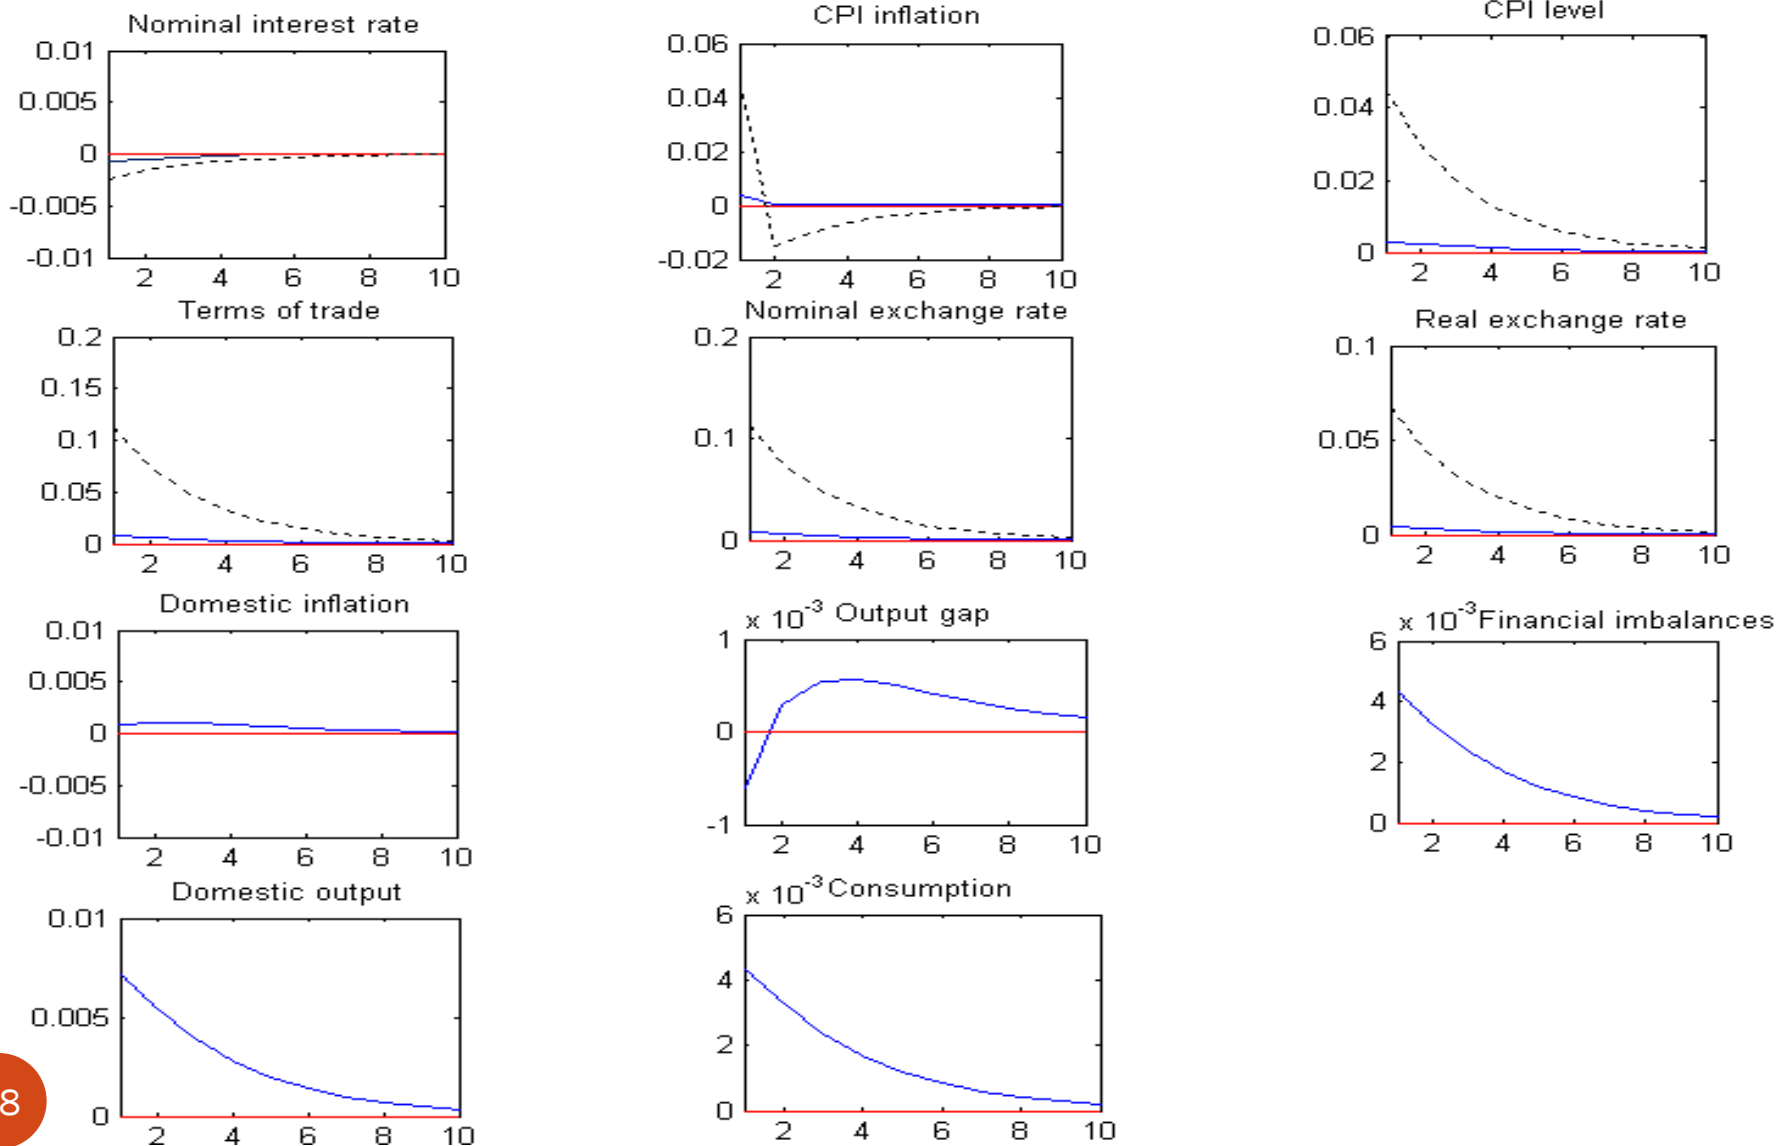 Nominal interest rate
0.01
0.005
0
-0.005
-0.01
2 4 6 8 10
CPI inflation
0.06
0.04
0.02
0
-0.02
2 4 6 8 10
CPI level
0.06
0.04
0.02
0
2 4 6 8 10
Terms of trade
0.2
0.15
0.1
0.05
0
2 4 6 8 10
Nominal exchange rate
0.2
0.1
0
2 4 6 8 10
Real exchange rate
0.1
0.05
0
2 4 6 8 10
Domestic inflation
0.01
0.005
0
-0.005
-0.01
2 4 6 8 10
x 10-3 Output gap
1
0
-1
2 4 6 8 10
x 10-3 Financial imbalances
6
4
2
0
2 4 6 8 10
Domestic output
0.01
0.005
0
2 4 6 8 10
x 10-3 Consumption
6
4
2
0
2 4 6 8 10
8